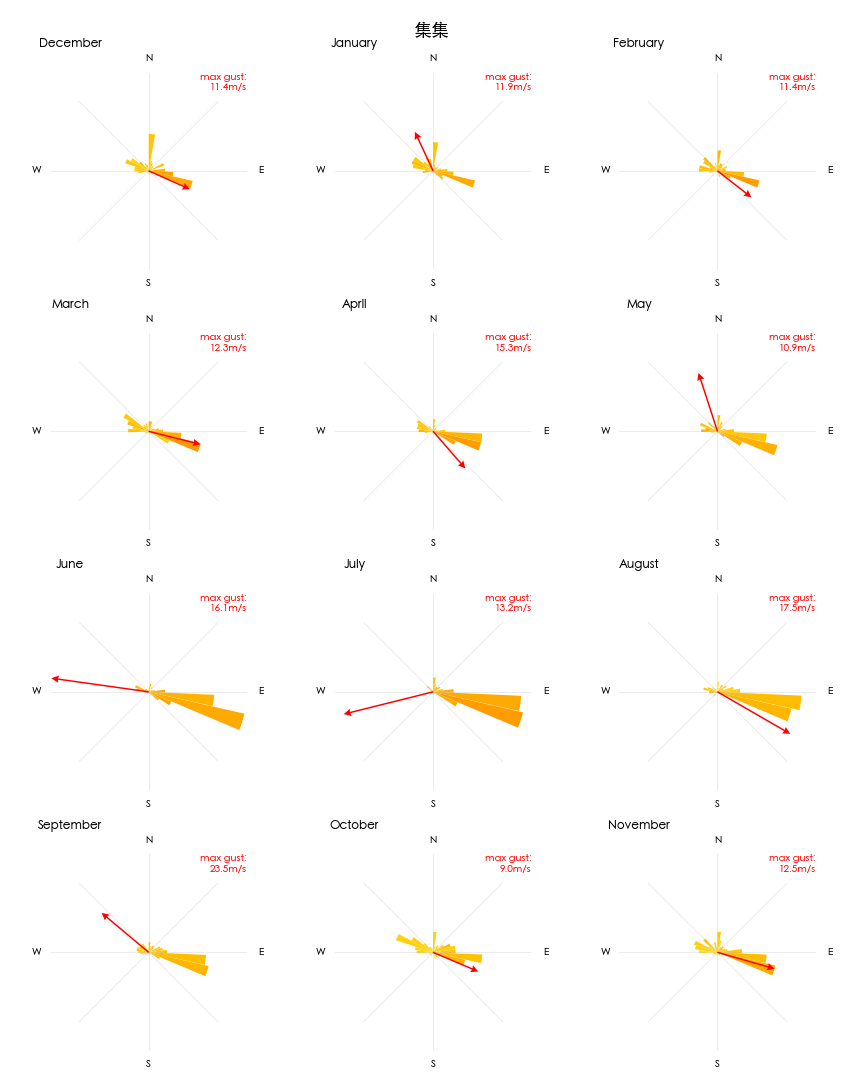 集集
December
January
February
N
N
N
max gust:
11.4m/s
max gust:
11.9m/s
max gust:
11.4m/s
W
E
W
E
W
E
S
S
S
March
April
May
N
N
N
max gust:
12.3m/s
max gust:
15.3m/s
max gust:
10.9m/s
W
E
W
E
W
E
S
S
S
June
July
August
N
N
N
max gust:
16.1m/s
max gust:
13.2m/s
max gust:
17.5m/s
W
E
W
E
W
E
S
S
S
September
October
November
N
N
N
max gust:
23.5m/s
max gust:
9.0m/s
max gust:
12.5m/s
W
E
W
E
W
E
S
S
S